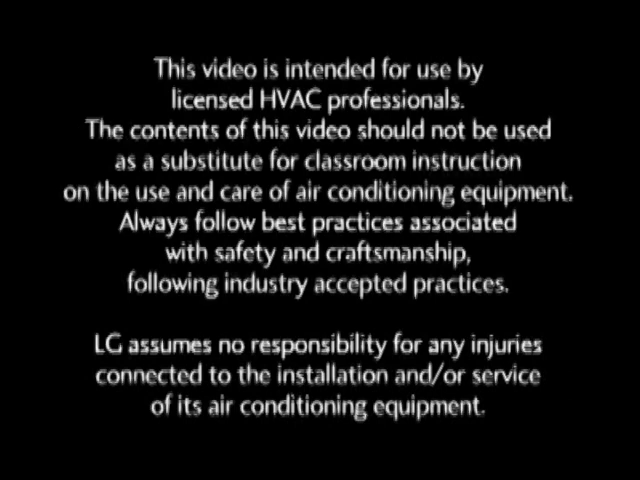 This video is intended for use by
licensed HVAC professionals.
The contents of this video should not be used
as a substitute for classroom instruction
on the use and care of air conditioning equipment.
Always follow best practices associated
with safety and craftsmanship,
following industry accepted practices.
LG assumes no responsibility for any injuries
connected to the installation and/or service
of its air conditioning equipment.